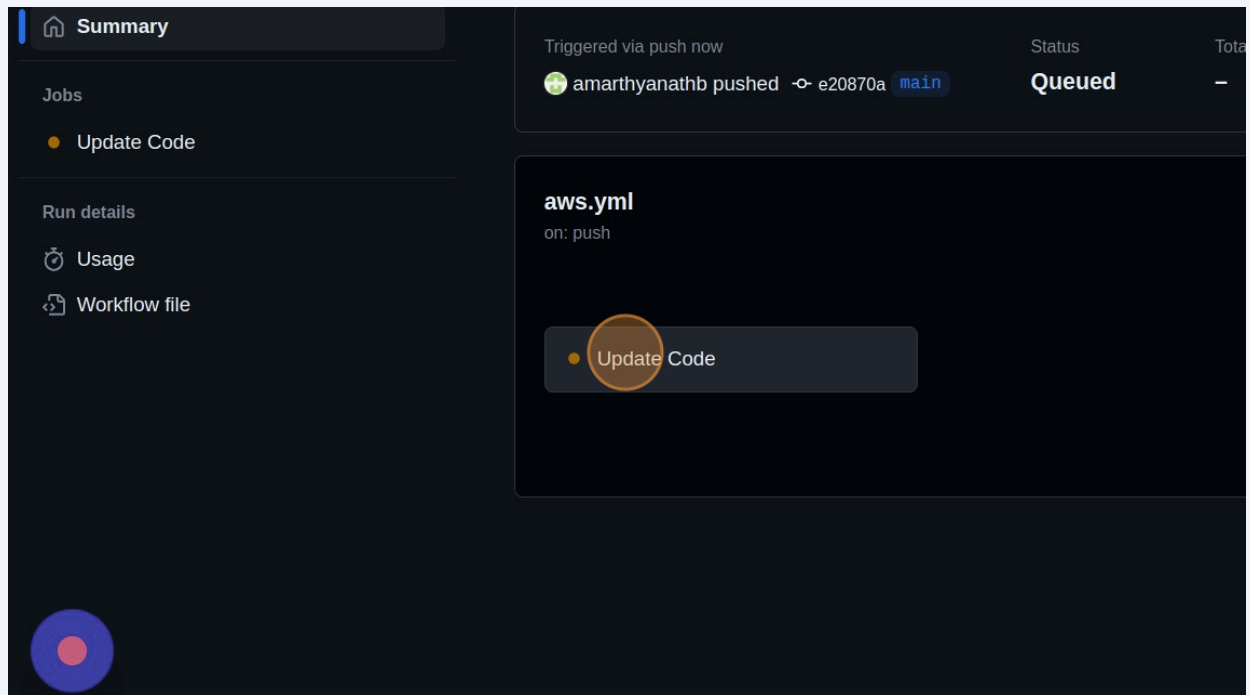 Summary
Jobs
Update Code
Run details
Usage
Workflow file
Triggered via push now
amarthyanathb pushed e20870a main
Status
Queued
Tota
–
aws.yml
on: push
Update Code